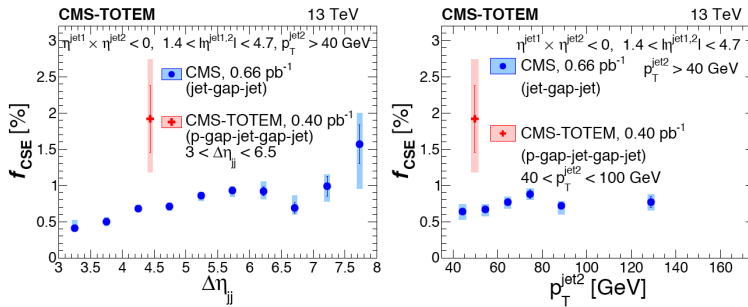 CMS-TOTEM 13 TeV
η^jet1 × η^jet2 < 0, 1.4 < |η^jet1,2| < 4.7, p_T^jet2 > 40 GeV
CMS, 0.66 pb⁻¹
(jet-gap-jet)
CMS-TOTEM, 0.40 pb⁻¹
(p-gap-jet-gap-jet)
3 < Δη_jj < 6.5
f_CSE [%]
3
2.5
2
1.5
1
0.5
0
3 3.5 4 4.5 5 5.5 6 6.5 7 7.5 8
Δη_jj
CMS-TOTEM 13 TeV
η^jet1 × η^jet2 < 0, 1.4 < |η^jet1,2| < 4.7
CMS, 0.66 pb⁻¹ p_T^jet2 > 40 GeV
(jet-gap-jet)
CMS-TOTEM, 0.40 pb⁻¹
(p-gap-jet-gap-jet)
40 < p_T^jet2 < 100 GeV
f_CSE [%]
3
2.5
2
1.5
1
0.5
0
40 60 80 100 120 140 160
p_T^jet2 [GeV]